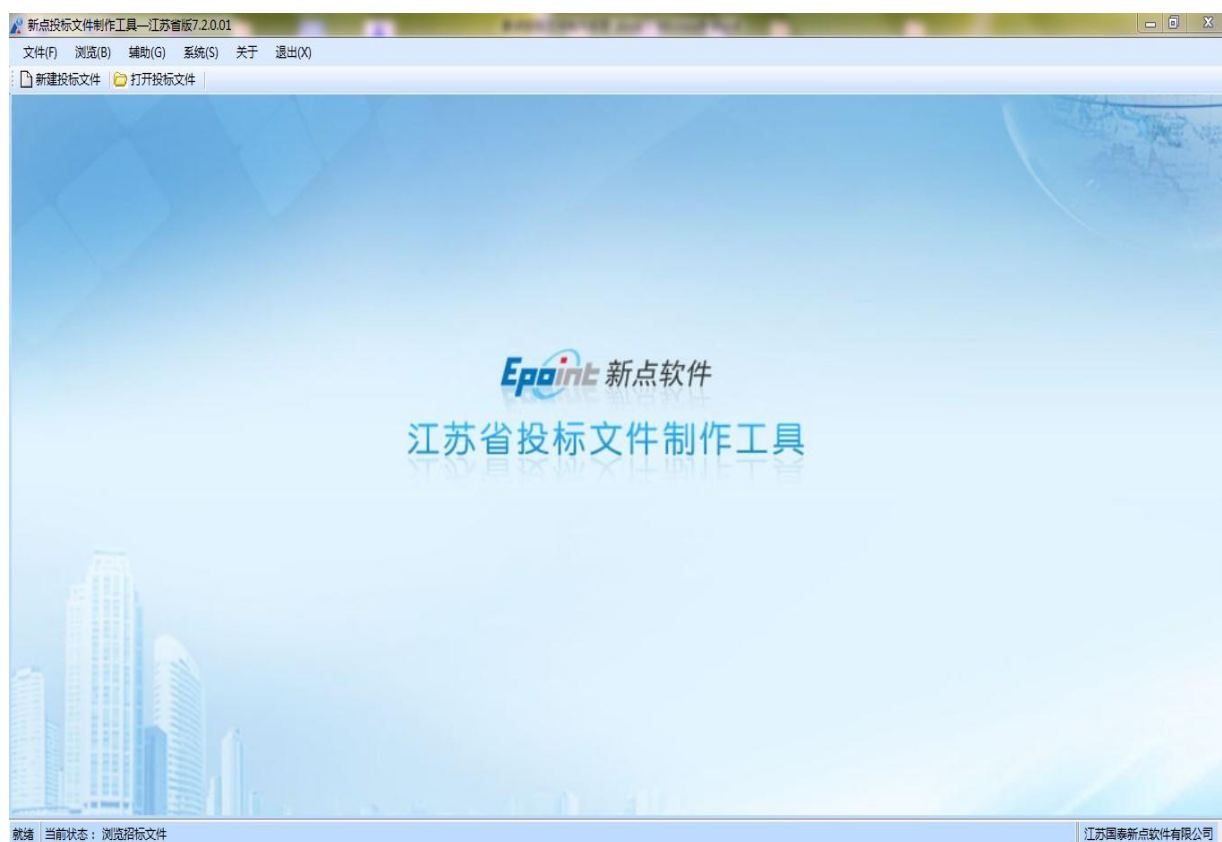 新点投标文件制作工具—江苏省版7.2.0.01
文件(F) 浏览(B) 辅助(G) 系统(S) 关于 退出(X)
新建投标文件 打开投标文件
Epoint 新点软件
江苏省投标文件制作工具
就绪 当前状态：浏览招标文件 江苏国泰新点软件有限公司